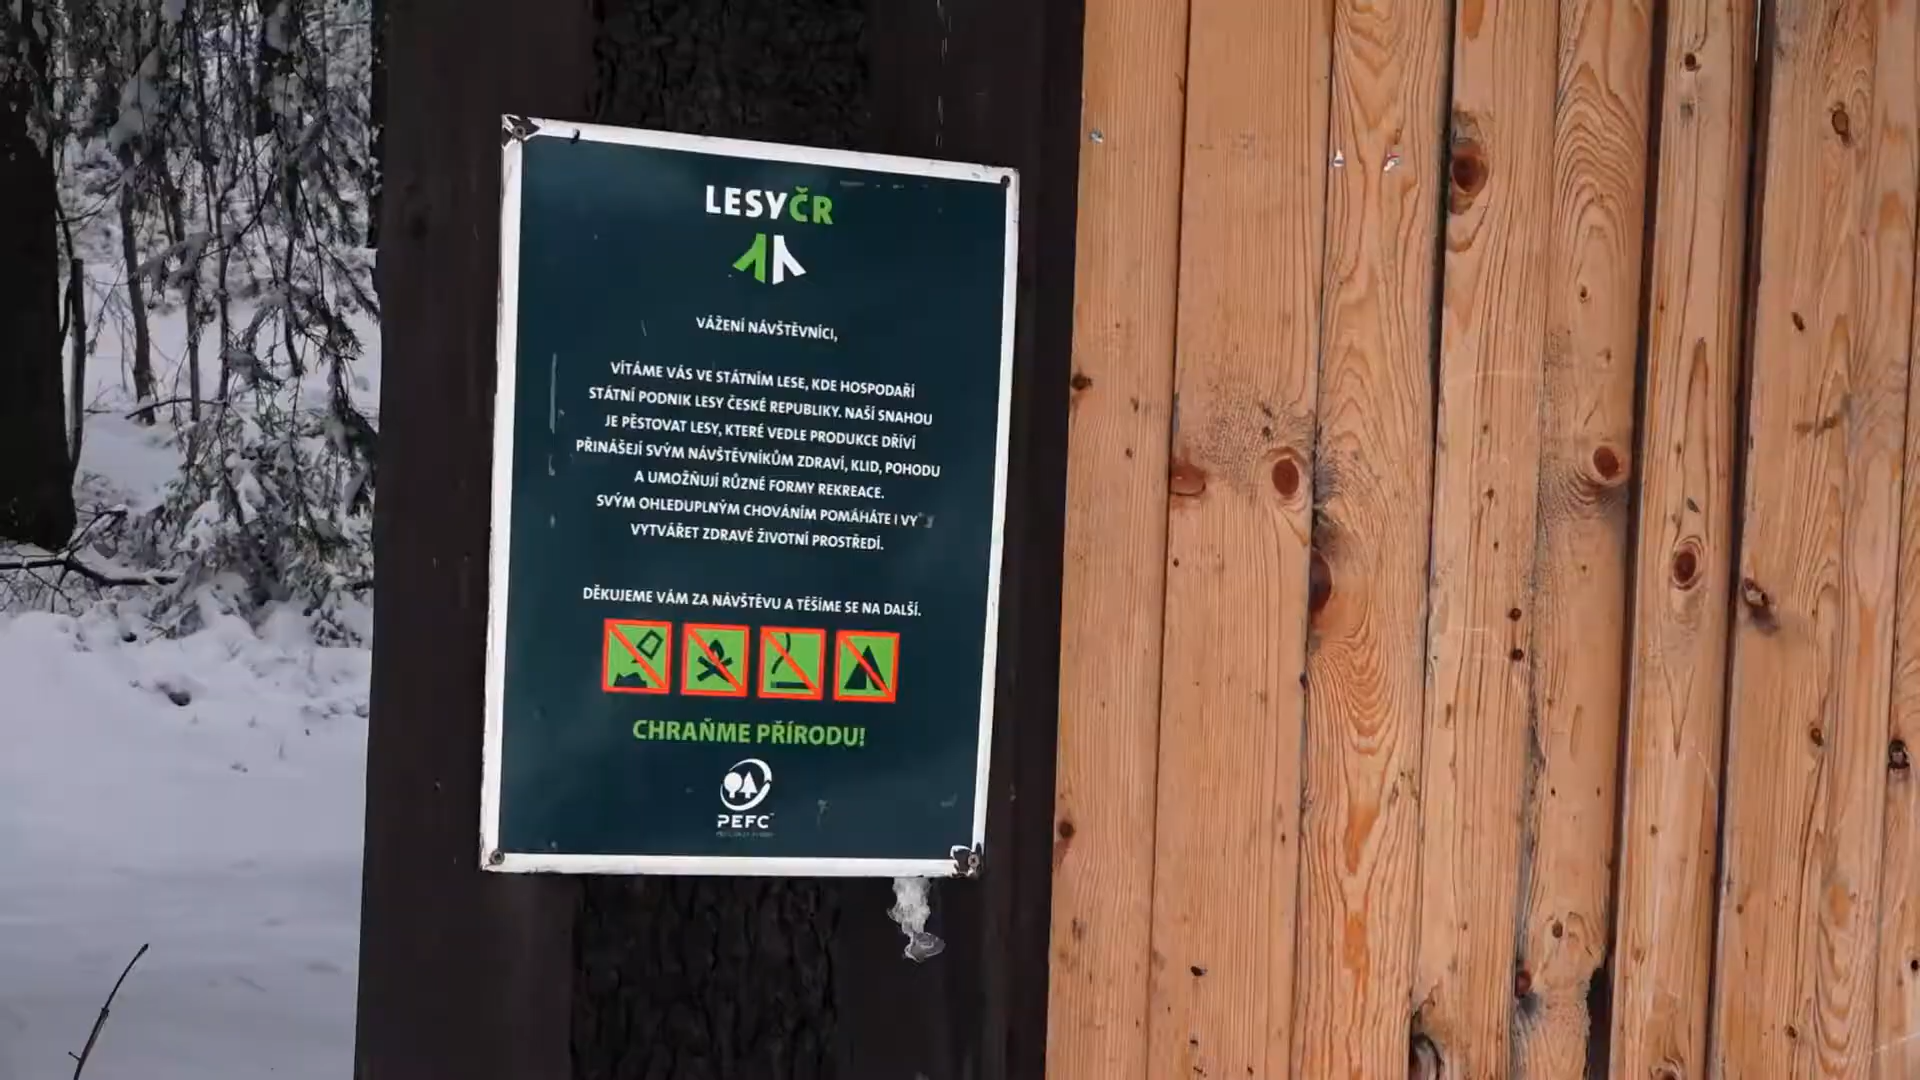 LESYČR
VÁŽENÍ NÁVŠTĚVNÍCI,
VÍTÁME VÁS VE STÁTNÍM LESE, KDE HOSPODAŘÍ
STÁTNÍ PODNIK LESY ČESKÉ REPUBLIKY. NAŠÍ SNAHOU
JE PĚSTOVAT LESY, KTERÉ VEDLE PRODUKCE DŘÍVÍ
PŘINÁŠEJÍ SVÝM NÁVŠTĚVNÍKŮM ZDRAVÍ, KLID, POHODU
A UMOŽŇUJÍ RŮZNÉ FORMY REKREACE.
SVÝM OHLEDUPLNÝM CHOVÁNÍM POMÁHÁTE I VY
VYTVÁŘET ZDRAVÉ ŽIVOTNÍ PROSTŘEDÍ.
DĚKUJEME VÁM ZA NÁVŠTĚVU A TĚŠÍME SE NA DALŠÍ.
CHRAŇME PŘÍRODU!
PEFC™